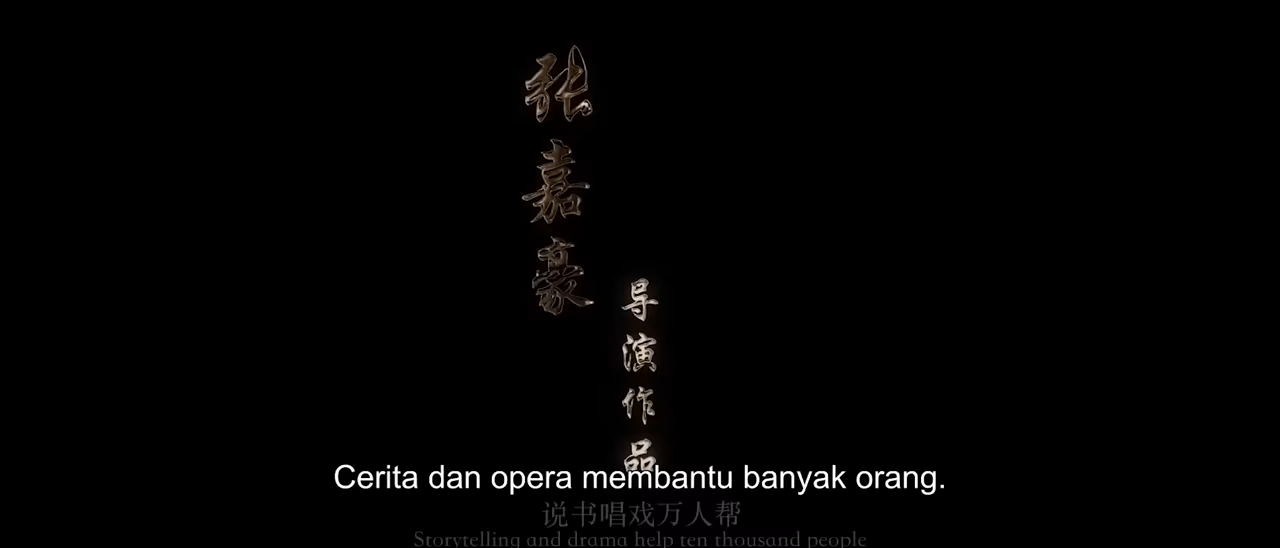 张嘉豪
导演作品
Cerita dan opera membantu banyak orang.
说书唱戏万人帮
Storytelling and drama help ten thousand people